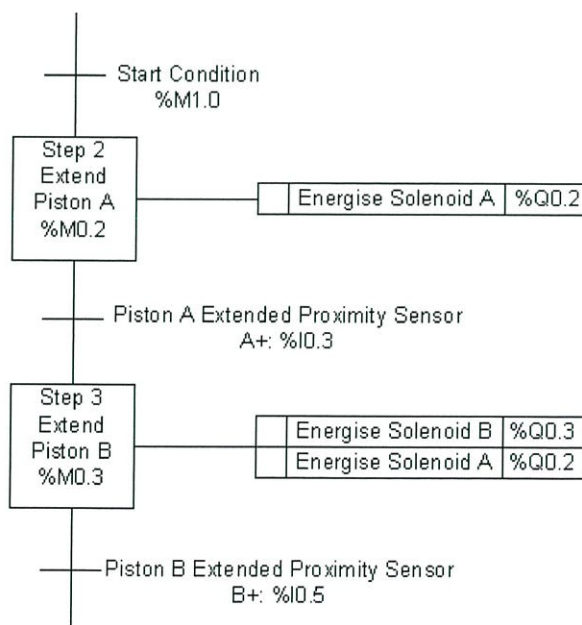 Start Condition
%M1.0
Step 2
Extend
Piston A
%M0.2
Energise Solenoid A %Q0.2
Piston A Extended Proximity Sensor
A+: %I0.3
Step 3
Extend
Piston B
%M0.3
Energise Solenoid B %Q0.3
Energise Solenoid A %Q0.2
Piston B Extended Proximity Sensor
B+: %I0.5